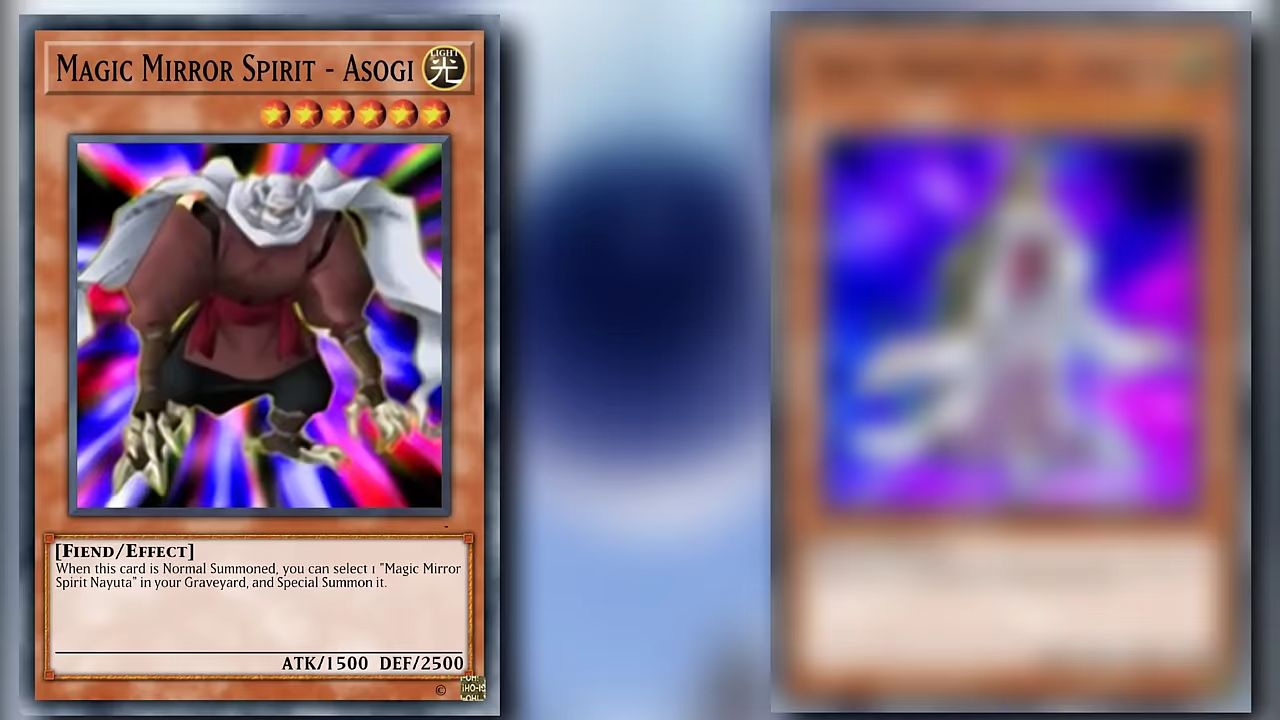 MAGIC MIRROR SPIRIT - ASOGI
LIGHT
光
-
[FIEND/EFFECT]
When this card is Normal Summoned, you can select 1 "Magic Mirror
Spirit Nayuta" in your Graveyard, and Special Summon it.
ATK/1500 DEF/2500
©